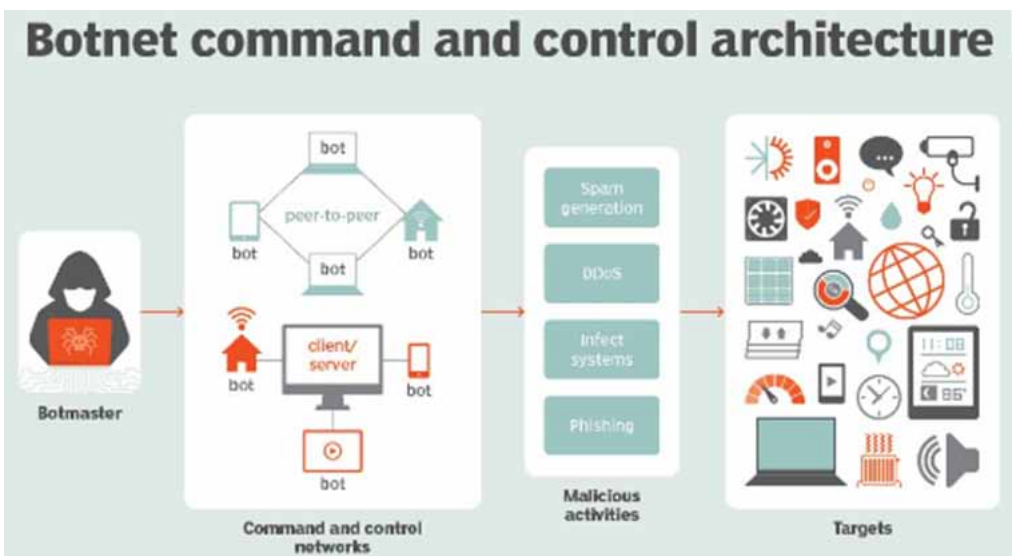 Botnet command and control architecture
bot
peer-to-peer
bot
bot
bot
client/
server
bot
bot
bot
Botmaster
Command and control
networks
Spam
generation
DDoS
Infect
systems
Phishing
Malicious
activities
11:08
86°
Targets